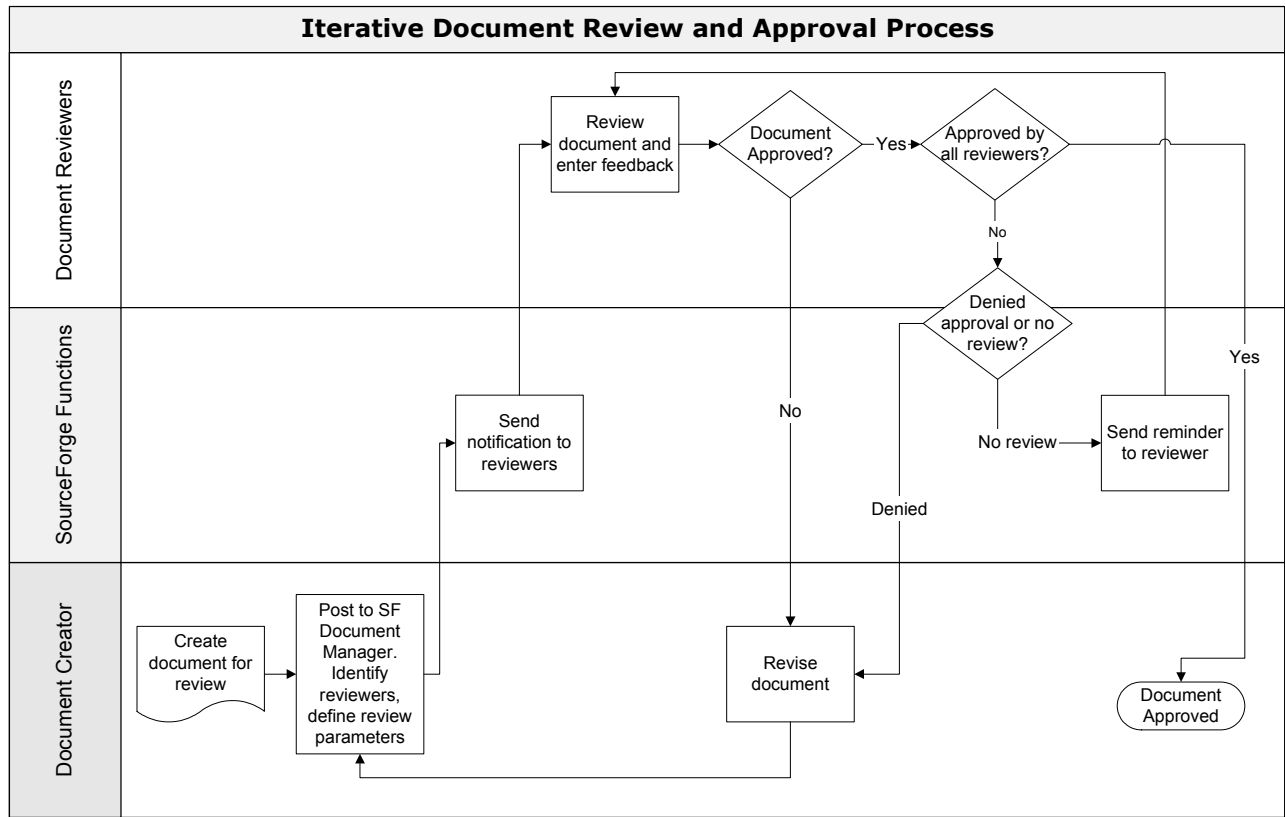 Iterative Document Review and Approval Process
Document Reviewers
Review
document and
enter feedback
Document
Approved?
Yes
Approved by
all reviewers?
No
SourceForge Functions
Denied
approval or no
review?
Yes
Send
notification to
reviewers
No
No review
Send reminder
to reviewer
Denied
Document Creator
Create
document for
review
Post to SF
Document
Manager.
Identify
reviewers,
define review
parameters
Revise
document
Document
Approved